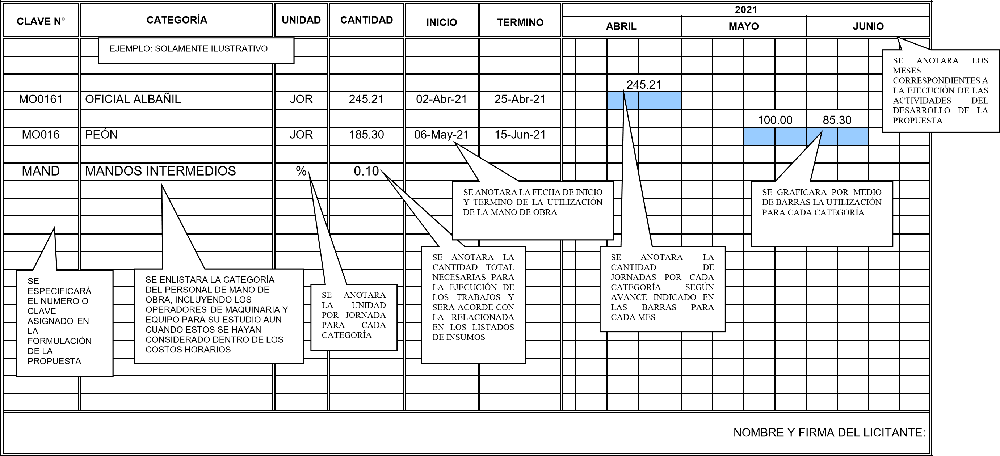 CLAVE N° CATEGORÍA UNIDAD CANTIDAD INICIO TERMINO 2021
ABRIL MAYO JUNIO
EJEMPLO: SOLAMENTE ILUSTRATIVO
SE ANOTARA LOS
MESES
CORRESPONDIENTES A
LA EJECUCIÓN DE LAS
ACTIVIDADES DEL
DESARROLLO DE LA
PROPUESTA
245.21
MO0161 OFICIAL ALBAÑIL JOR 245.21 02-Abr-21 25-Abr-21
100.00 85.30
MO016 PEÓN JOR 185.30 06-May-21 15-Jun-21
MAND MANDOS INTERMEDIOS % 0.10
SE ANOTARA LA FECHA DE INICIO
Y TERMINO DE LA UTILIZACIÓN
DE LA MANO DE OBRA
SE GRAFICARA POR MEDIO
DE BARRAS LA UTILIZACIÓN
PARA CADA CATEGORÍA
SE
ESPECIFICARÁ
EL NUMERO O
CLAVE
ASIGNADO EN
LA
FORMULACIÓN
DE LA
PROPUESTA
SE ENLISTARA LA CATEGORÍA
DEL PERSONAL DE MANO DE
OBRA, INCLUYENDO LOS
OPERADORES DE MAQUINARIA Y
EQUIPO PARA SU ESTUDIO AUN
CUANDO ESTOS SE HAYAN
CONSIDERADO DENTRO DE LOS
COSTOS HORARIOS
SE ANOTARA
LA UNIDAD
POR JORNADA
PARA CADA
CATEGORÍA
SE ANOTARA LA
CANTIDAD TOTAL
NECESARIAS PARA
LA EJECUCIÓN DE
LOS TRABAJOS Y
SERA ACORDE CON
LA RELACIONADA
EN LOS LISTADOS
DE INSUMOS
SE ANOTARA LA
CANTIDAD DE
JORNADAS POR CADA
CATEGORÍA SEGÚN
AVANCE INDICADO EN
LAS BARRAS PARA
CADA MES
NOMBRE Y FIRMA DEL LICITANTE: